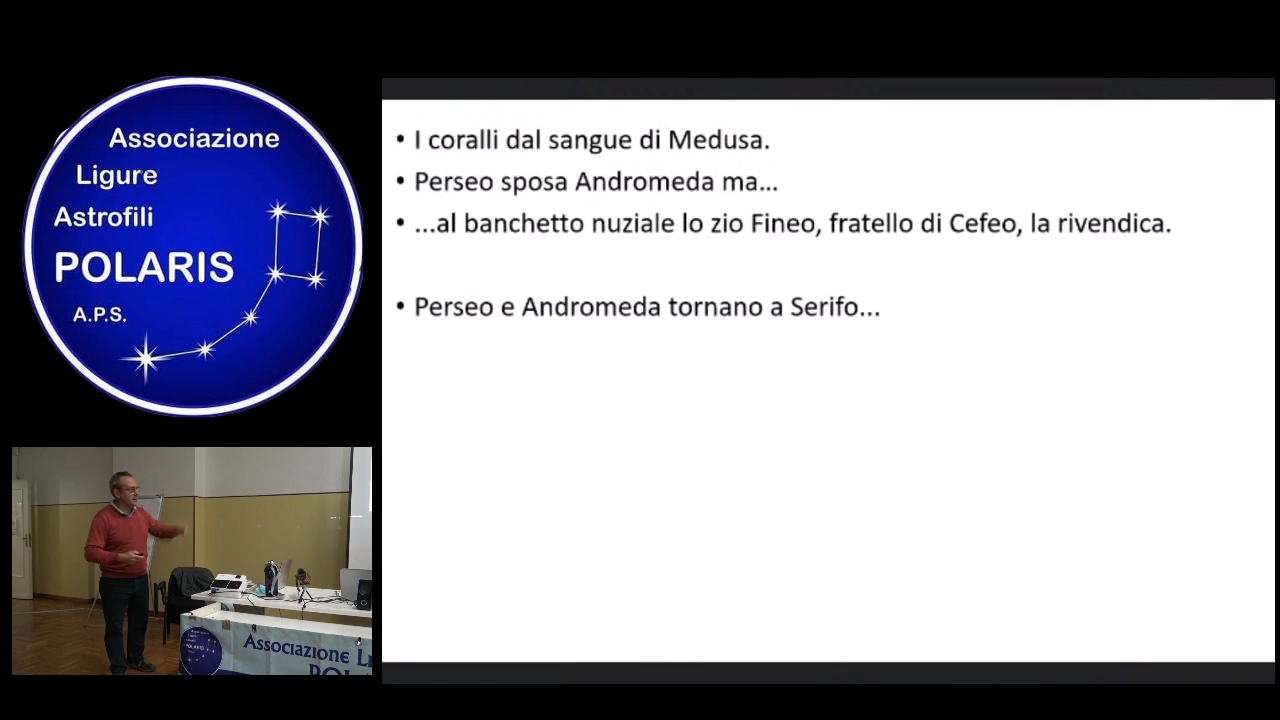 Associazione
Ligure
Astrofili
POLARIS
A.P.S.
• I coralli dal sangue di Medusa.
• Perseo sposa Andromeda ma...
• ...al banchetto nuziale lo zio Fineo, fratello di Cefeo, la rivendica.
• Perseo e Andromeda tornano a Serifo...
Associazione